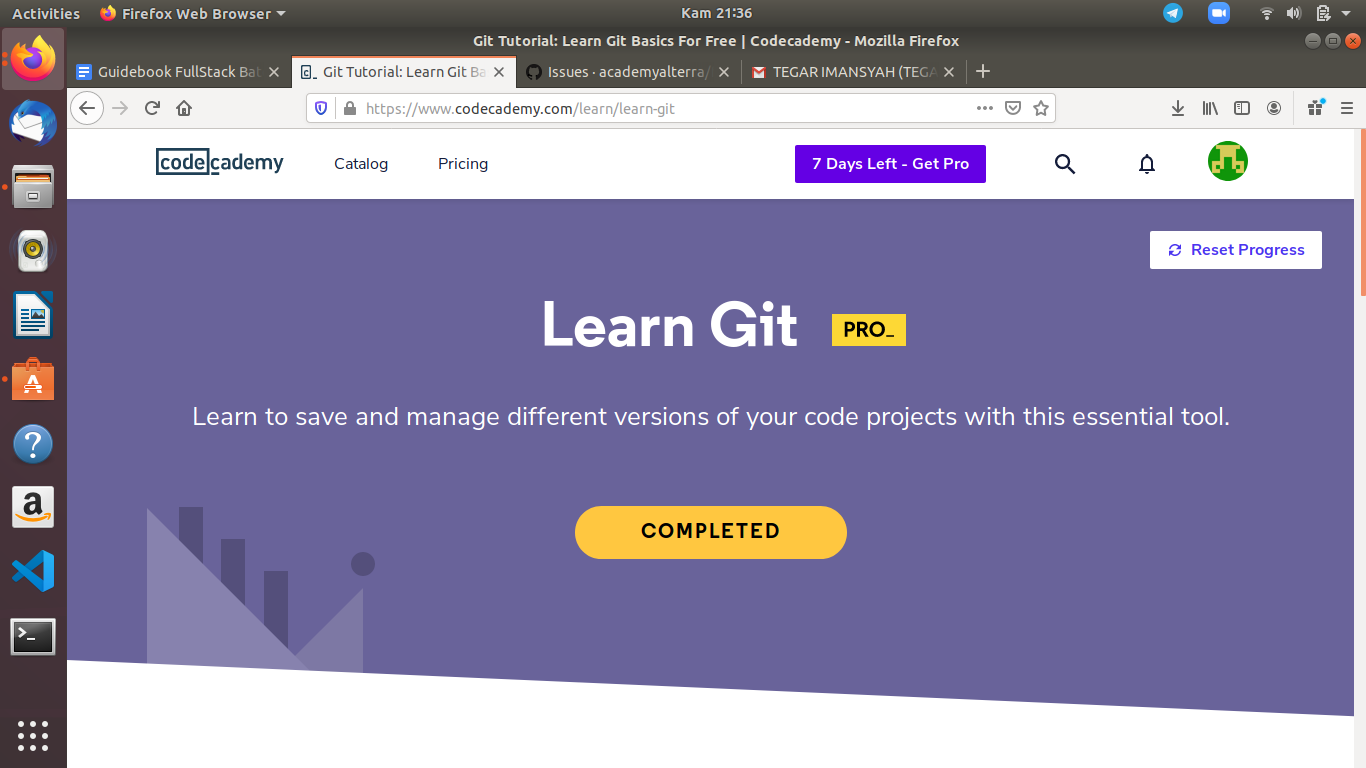 Activities
Firefox Web Browser
Kam 21:36
Git Tutorial: Learn Git Basics For Free | Codecademy - Mozilla Firefox
Guidebook FullStack Bat
Git Tutorial: Learn Git Ba
Issues · academyalterra/
TEGAR IMANSYAH (TEGA
https://www.codecademy.com/learn/learn-git
codecademy
Catalog
Pricing
7 Days Left - Get Pro
Reset Progress
Learn Git
PRO_
Learn to save and manage different versions of your code projects with this essential tool.
COMPLETED